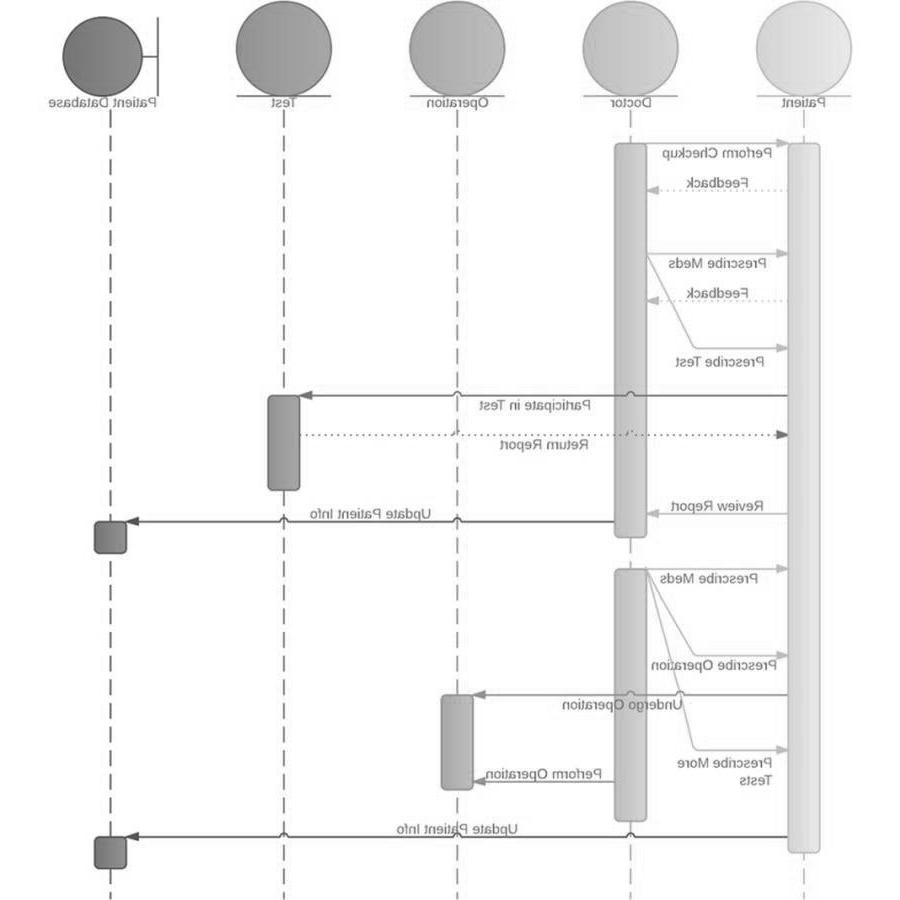 Patient
Doctor
Operation
Test
Patient Database
Perform Checkup
Feedback
Prescribe Meds
Feedback
Prescribe Test
Participate in Test
Return Report
Review Report
Update Patient Info
Prescribe Meds
Prescribe Operation
Undergo Operation
Prescribe More
Tests
Perform Operation
Update Patient Info